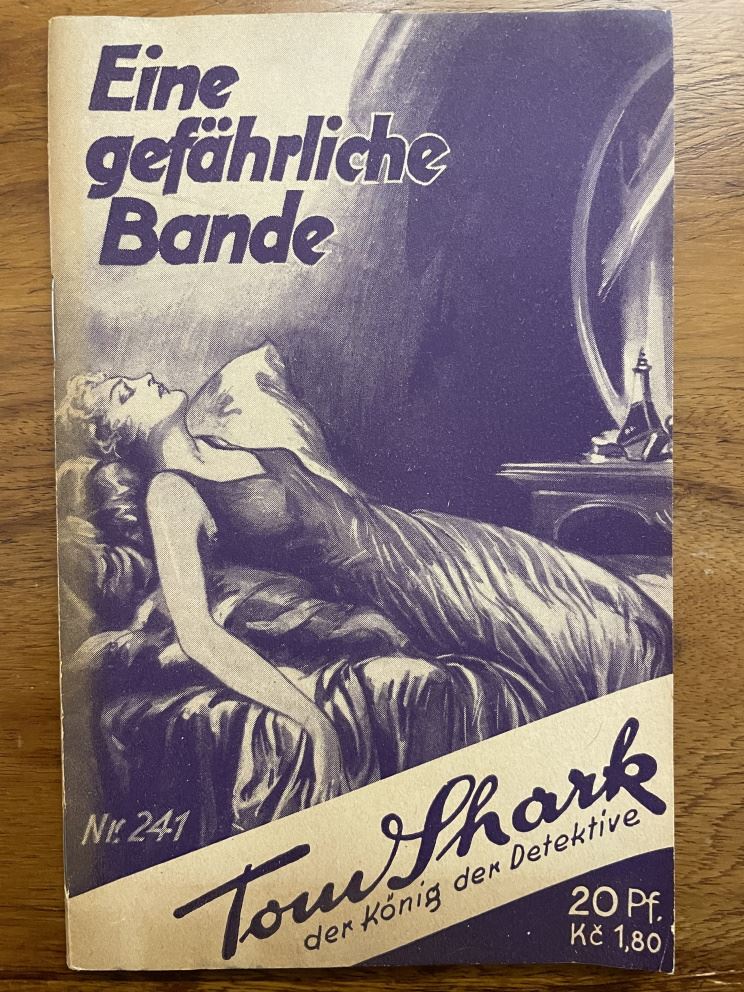 Eine
gefährliche
Bande
Nr. 241
Tom Shark
der König der Detektive
20 Pf.
Kč 1,80